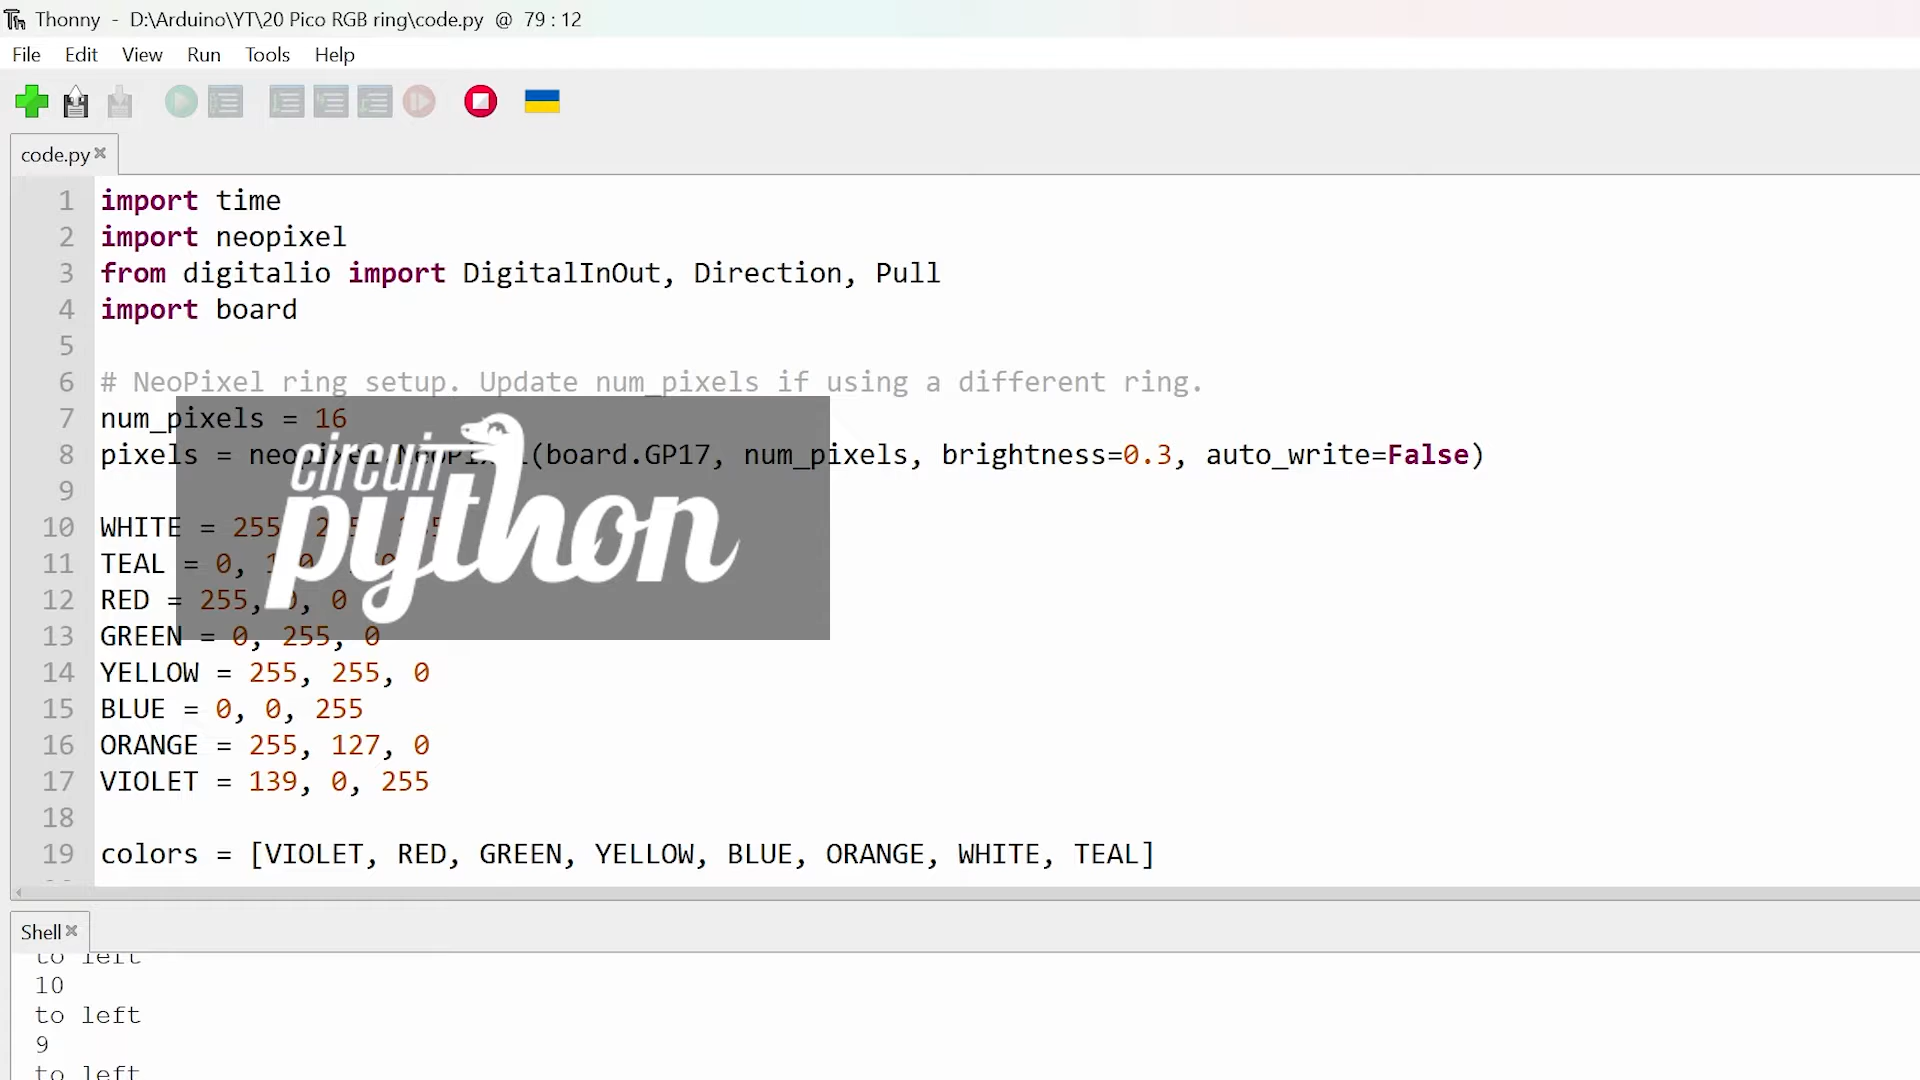 Thonny - D:\Arduino\YT\20 Pico RGB ring\code.py @ 79 : 12
File Edit View Run Tools Help
code.py
1 import time
2 import neopixel
3 from digitalio import DigitalInOut, Direction, Pull
4 import board
5
6 # NeoPixel ring setup. Update num_pixels if using a different ring.
7 num_pixels = 16
8 pixels = neopixel.NeoPixel(board.GP17, num_pixels, brightness=0.3, auto_write=False)
9
circuit
python
10 WHITE = 255
11 TEAL = 0,
12 RED = 255, 0, 0
13 GREEN = 0, 255, 0
14 YELLOW = 255, 255, 0
15 BLUE = 0, 0, 255
16 ORANGE = 255, 127, 0
17 VIOLET = 139, 0, 255
18
19 colors = [VIOLET, RED, GREEN, YELLOW, BLUE, ORANGE, WHITE, TEAL]
Shell
to left
10
to left
9
to left